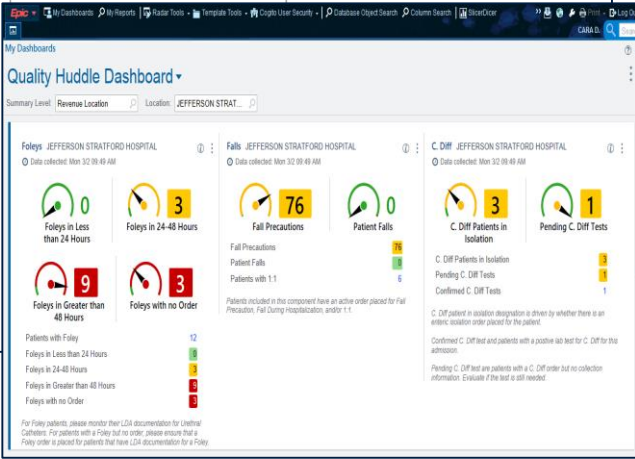 Epic My Dashboards My Reports Radar Tools Template Tools Cogito User Security Database Object Search Column Search SlicerDicer » Print Log Out
CARA D.
My Dashboards
Quality Huddle Dashboard
Summary Level: Revenue Location Location: JEFFERSON STRAT...
Foleys JEFFERSON STRATFORD HOSPITAL
Data collected: Mon 3/2 09:49 AM
0
Foleys in Less
than 24 Hours
3
Foleys in 24-48 Hours
9
Foleys in Greater than
48 Hours
3
Foleys with no Order
Patients with Foley 12
Foleys in Less than 24 Hours 0
Foleys in 24-48 Hours 3
Foleys in Greater than 48 Hours 9
Foleys with no Order 3
For Foley patients, please monitor their LDA documentation for Urethral
Catheters. For patients with a Foley but no order, please ensure that a
Foley order is placed for patients that have LDA documentation for a Foley.
Falls JEFFERSON STRATFORD HOSPITAL
Data collected: Mon 3/2 09:49 AM
76
Fall Precautions
0
Patient Falls
Fall Precautions 76
Patient Falls 0
Patients with 1:1 6
Patients included in this component have an active order placed for Fall
Precaution, Fall During Hospitalization, and/or 1:1.
C. Diff JEFFERSON STRATFORD HOSPITAL
Data collected: Mon 3/2 09:49 AM
3
C. Diff Patients in
Isolation
1
Pending C. Diff Tests
C. Diff Patients in Isolation 3
Pending C. Diff Tests 1
Confirmed C. Diff Tests 1
C. Diff patient in isolation designation is driven by whether there is an
enteric isolation order placed for the patient.
Confirmed C. Diff test and patients with a positive lab test for C. Diff for this
admission.
Pending C. Diff test are patients with a C. Diff order but no collection
information. Evaluate if the test is still needed.